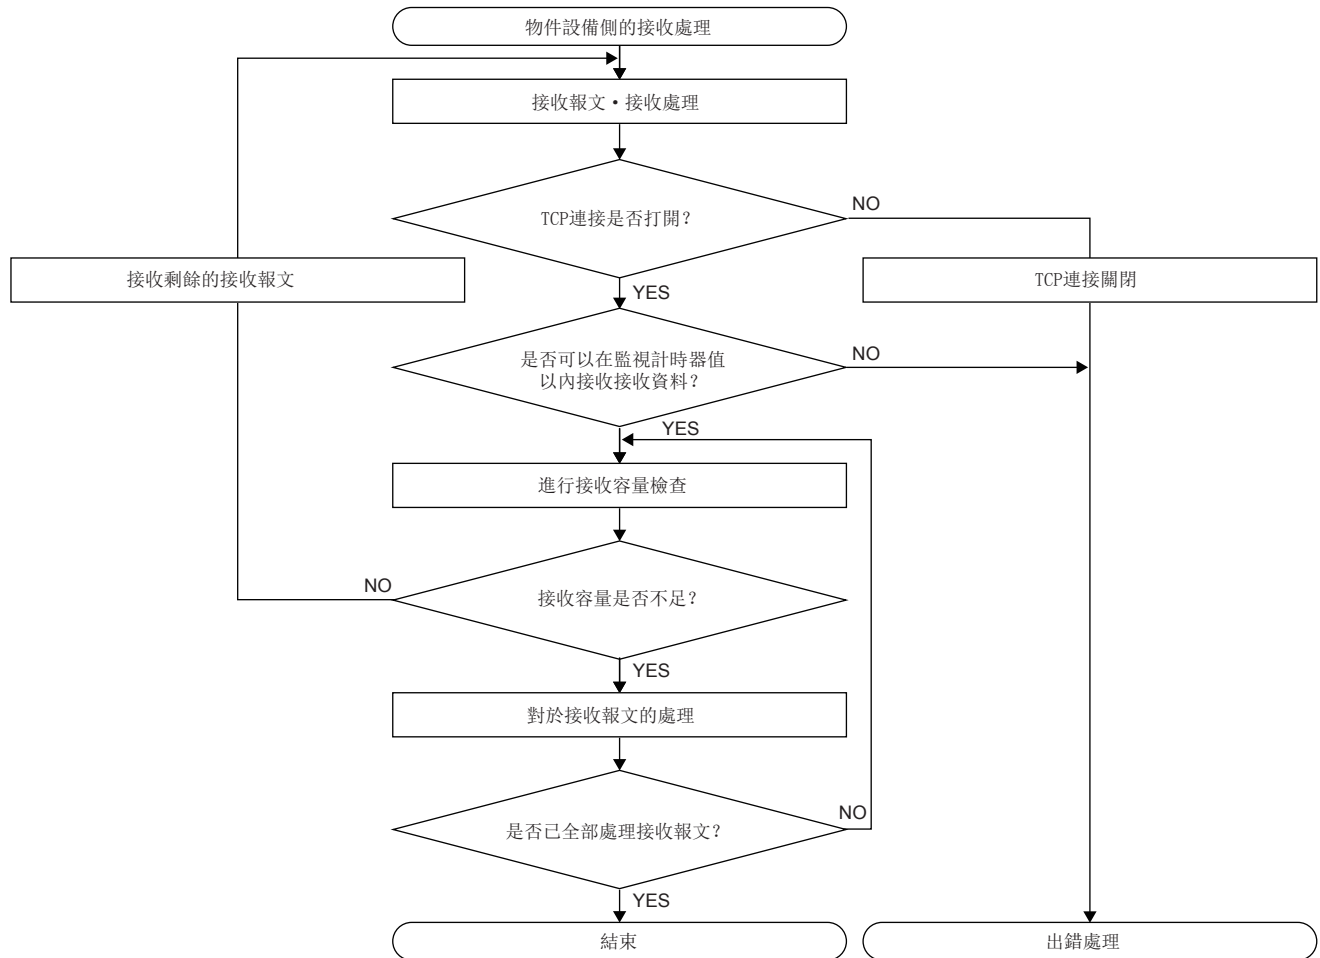 物件設備側的接收處理
接收報文・接收處理
TCP連接是否打開?
NO
接收剩餘的接收報文
TCP連接關閉
YES
是否可以在監視計時器值
以內接收接收資料?
NO
YES
進行接收容量檢查
接收容量是否不足?
NO
YES
對於接收報文的處理
是否已全部處理接收報文?
NO
YES
結束
出錯處理